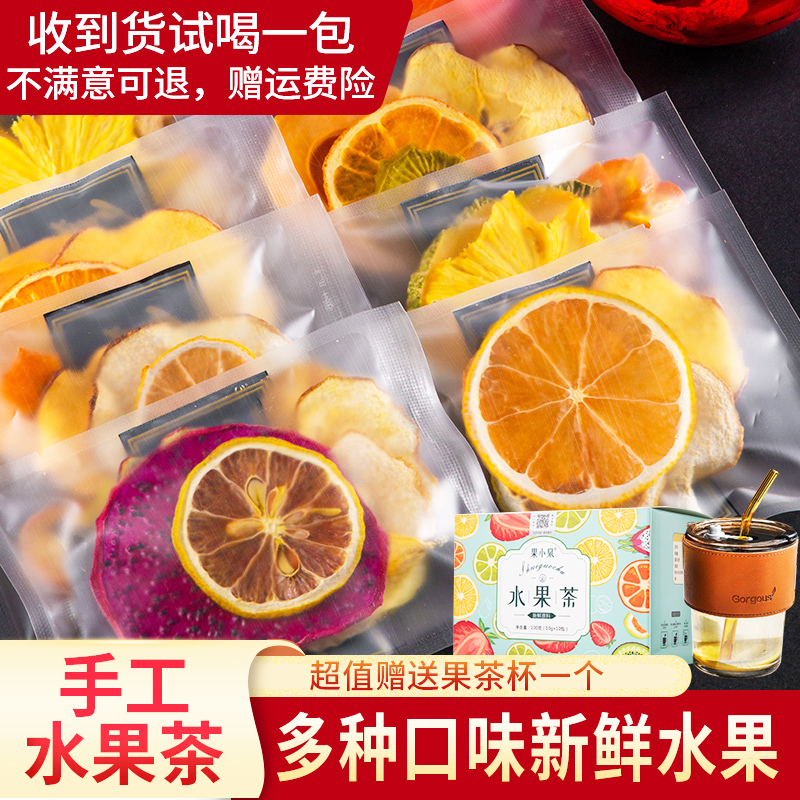 收到货试喝一包
不满意可退，赠运费险
果小泉
Shuiguocha
水果茶
Gorgous
超值赠送果茶杯一个
手工
水果茶
多种口味新鲜水果